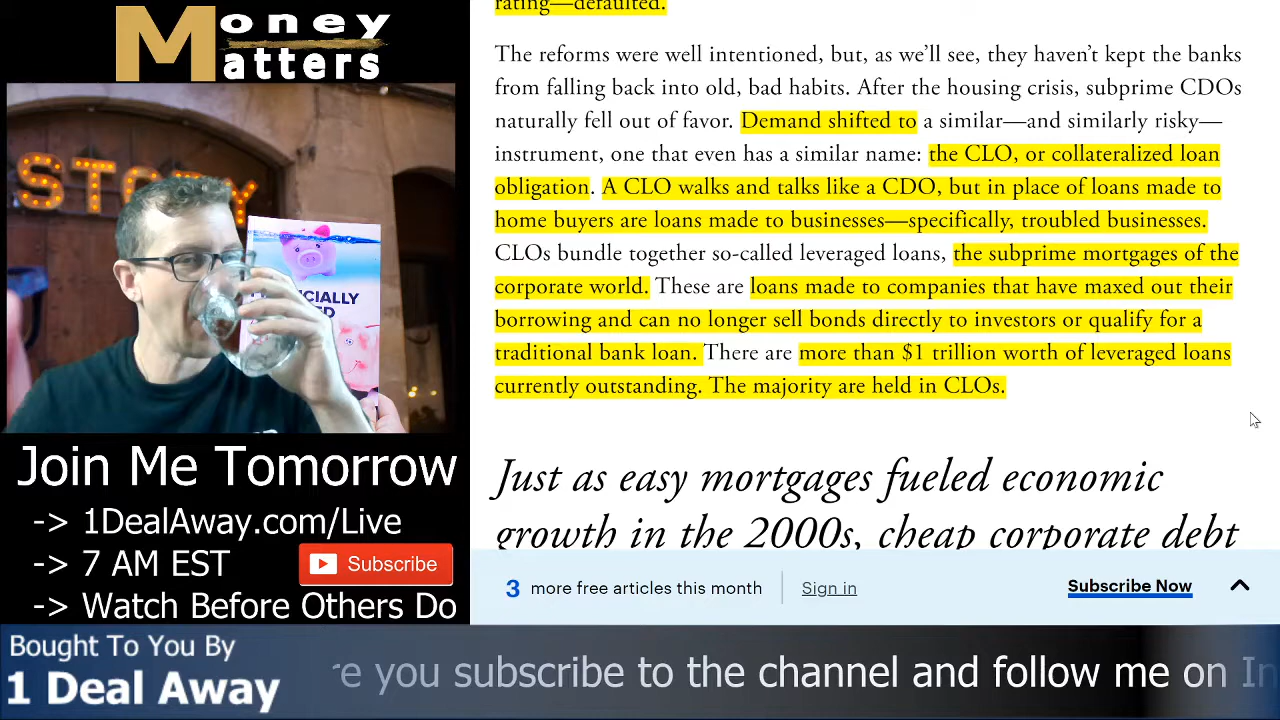 Money
Matters
STORY
Join Me Tomorrow
-> 1DealAway.com/Live
-> 7 AM EST
Subscribe
-> Watch Before Others Do
rating—defaulted.
The reforms were well intentioned, but, as we’ll see, they haven’t kept the banks
from falling back into old, bad habits. After the housing crisis, subprime CDOs
naturally fell out of favor. Demand shifted to a similar—and similarly risky—
instrument, one that even has a similar name: the CLO, or collateralized loan
obligation. A CLO walks and talks like a CDO, but in place of loans made to
home buyers are loans made to businesses—specifically, troubled businesses.
CLOs bundle together so-called leveraged loans, the subprime mortgages of the
corporate world. These are loans made to companies that have maxed out their
borrowing and can no longer sell bonds directly to investors or qualify for a
traditional bank loan. There are more than $1 trillion worth of leveraged loans
currently outstanding. The majority are held in CLOs.
Just as easy mortgages fueled economic
growth in the 2000s, cheap corporate debt
3 more free articles this month Sign in Subscribe Now
Bought To You By
1 Deal Away
you subscribe to the channel and follow me on